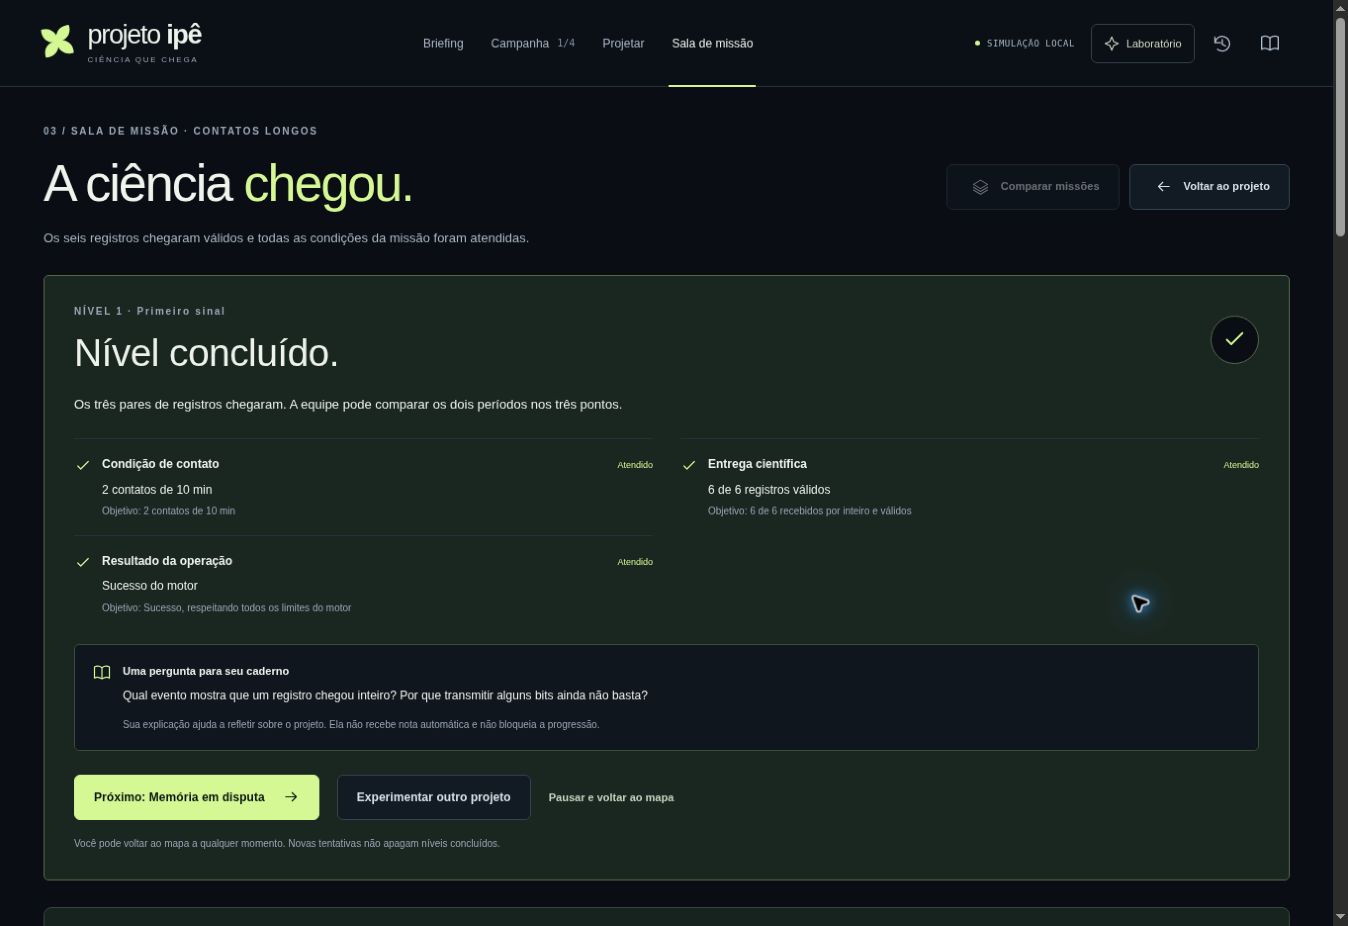 projeto ipê
CIÊNCIA QUE CHEGA
Briefing
Campanha 1/4
Projetar
Sala de missão
SIMULAÇÃO LOCAL
Laboratório
03 / SALA DE MISSÃO · CONTATOS LONGOS
A ciência chegou.
Comparar missões
Voltar ao projeto
Os seis registros chegaram válidos e todas as condições da missão foram atendidas.
NÍVEL 1 · Primeiro sinal
Nível concluído.
Os três pares de registros chegaram. A equipe pode comparar os dois períodos nos três pontos.
Condição de contato
Atendido
2 contatos de 10 min
Objetivo: 2 contatos de 10 min
Entrega científica
Atendido
6 de 6 registros válidos
Objetivo: 6 de 6 recebidos por inteiro e válidos
Resultado da operação
Atendido
Sucesso do motor
Objetivo: Sucesso, respeitando todos os limites do motor
Uma pergunta para seu caderno
Qual evento mostra que um registro chegou inteiro? Por que transmitir alguns bits ainda não basta?
Sua explicação ajuda a refletir sobre o projeto. Ela não recebe nota automática e não bloqueia a progressão.
Próximo: Memória em disputa
Experimentar outro projeto
Pausar e voltar ao mapa
Você pode voltar ao mapa a qualquer momento. Novas tentativas não apagam níveis concluídos.